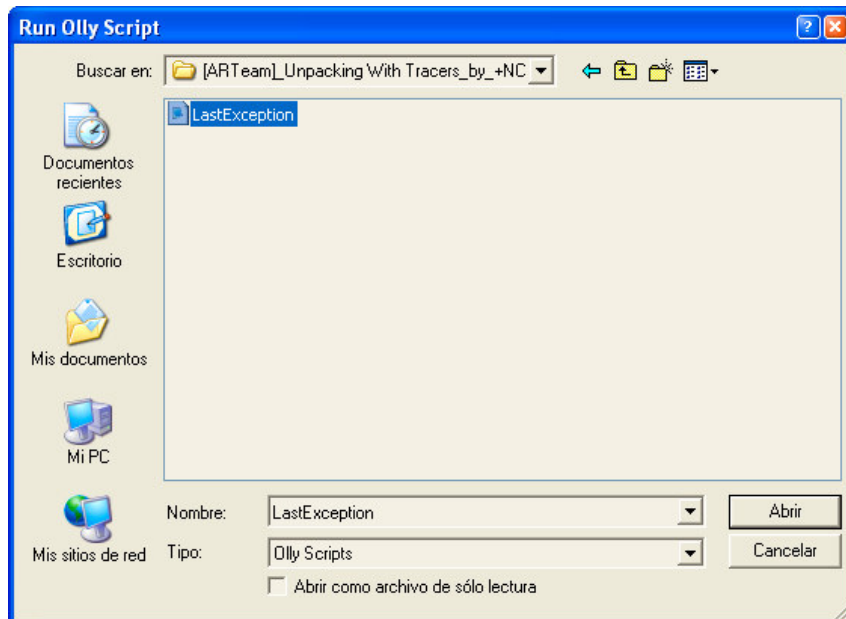 Run Olly Script
Buscar en: [ARTeam]_Unpacking With Tracers_by_+NC
LastException
Documentos
recientes
Escritorio
Mis documentos
Mi PC
Mis sitios de red
Nombre: LastException Abrir
Tipo: Olly Scripts Cancelar
Abrir como archivo de sólo lectura